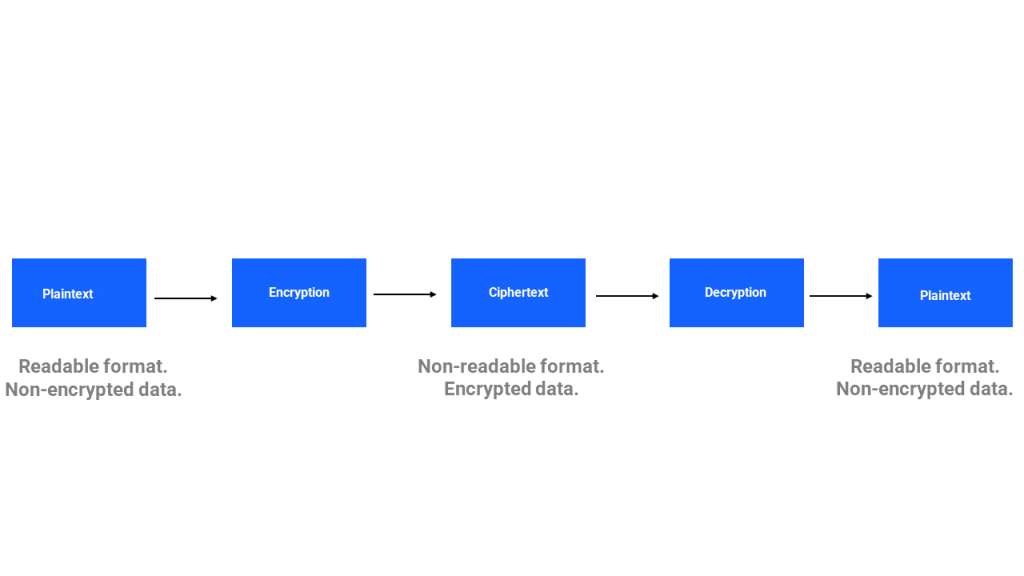 Plaintext
Encryption
Ciphertext
Decryption
Plaintext
Readable format.
Non-encrypted data.
Non-readable format.
Encrypted data.
Readable format.
Non-encrypted data.